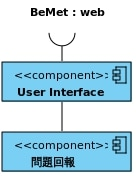 BeMet : web
<<component>>
User Interface
<<component>>
問題回報